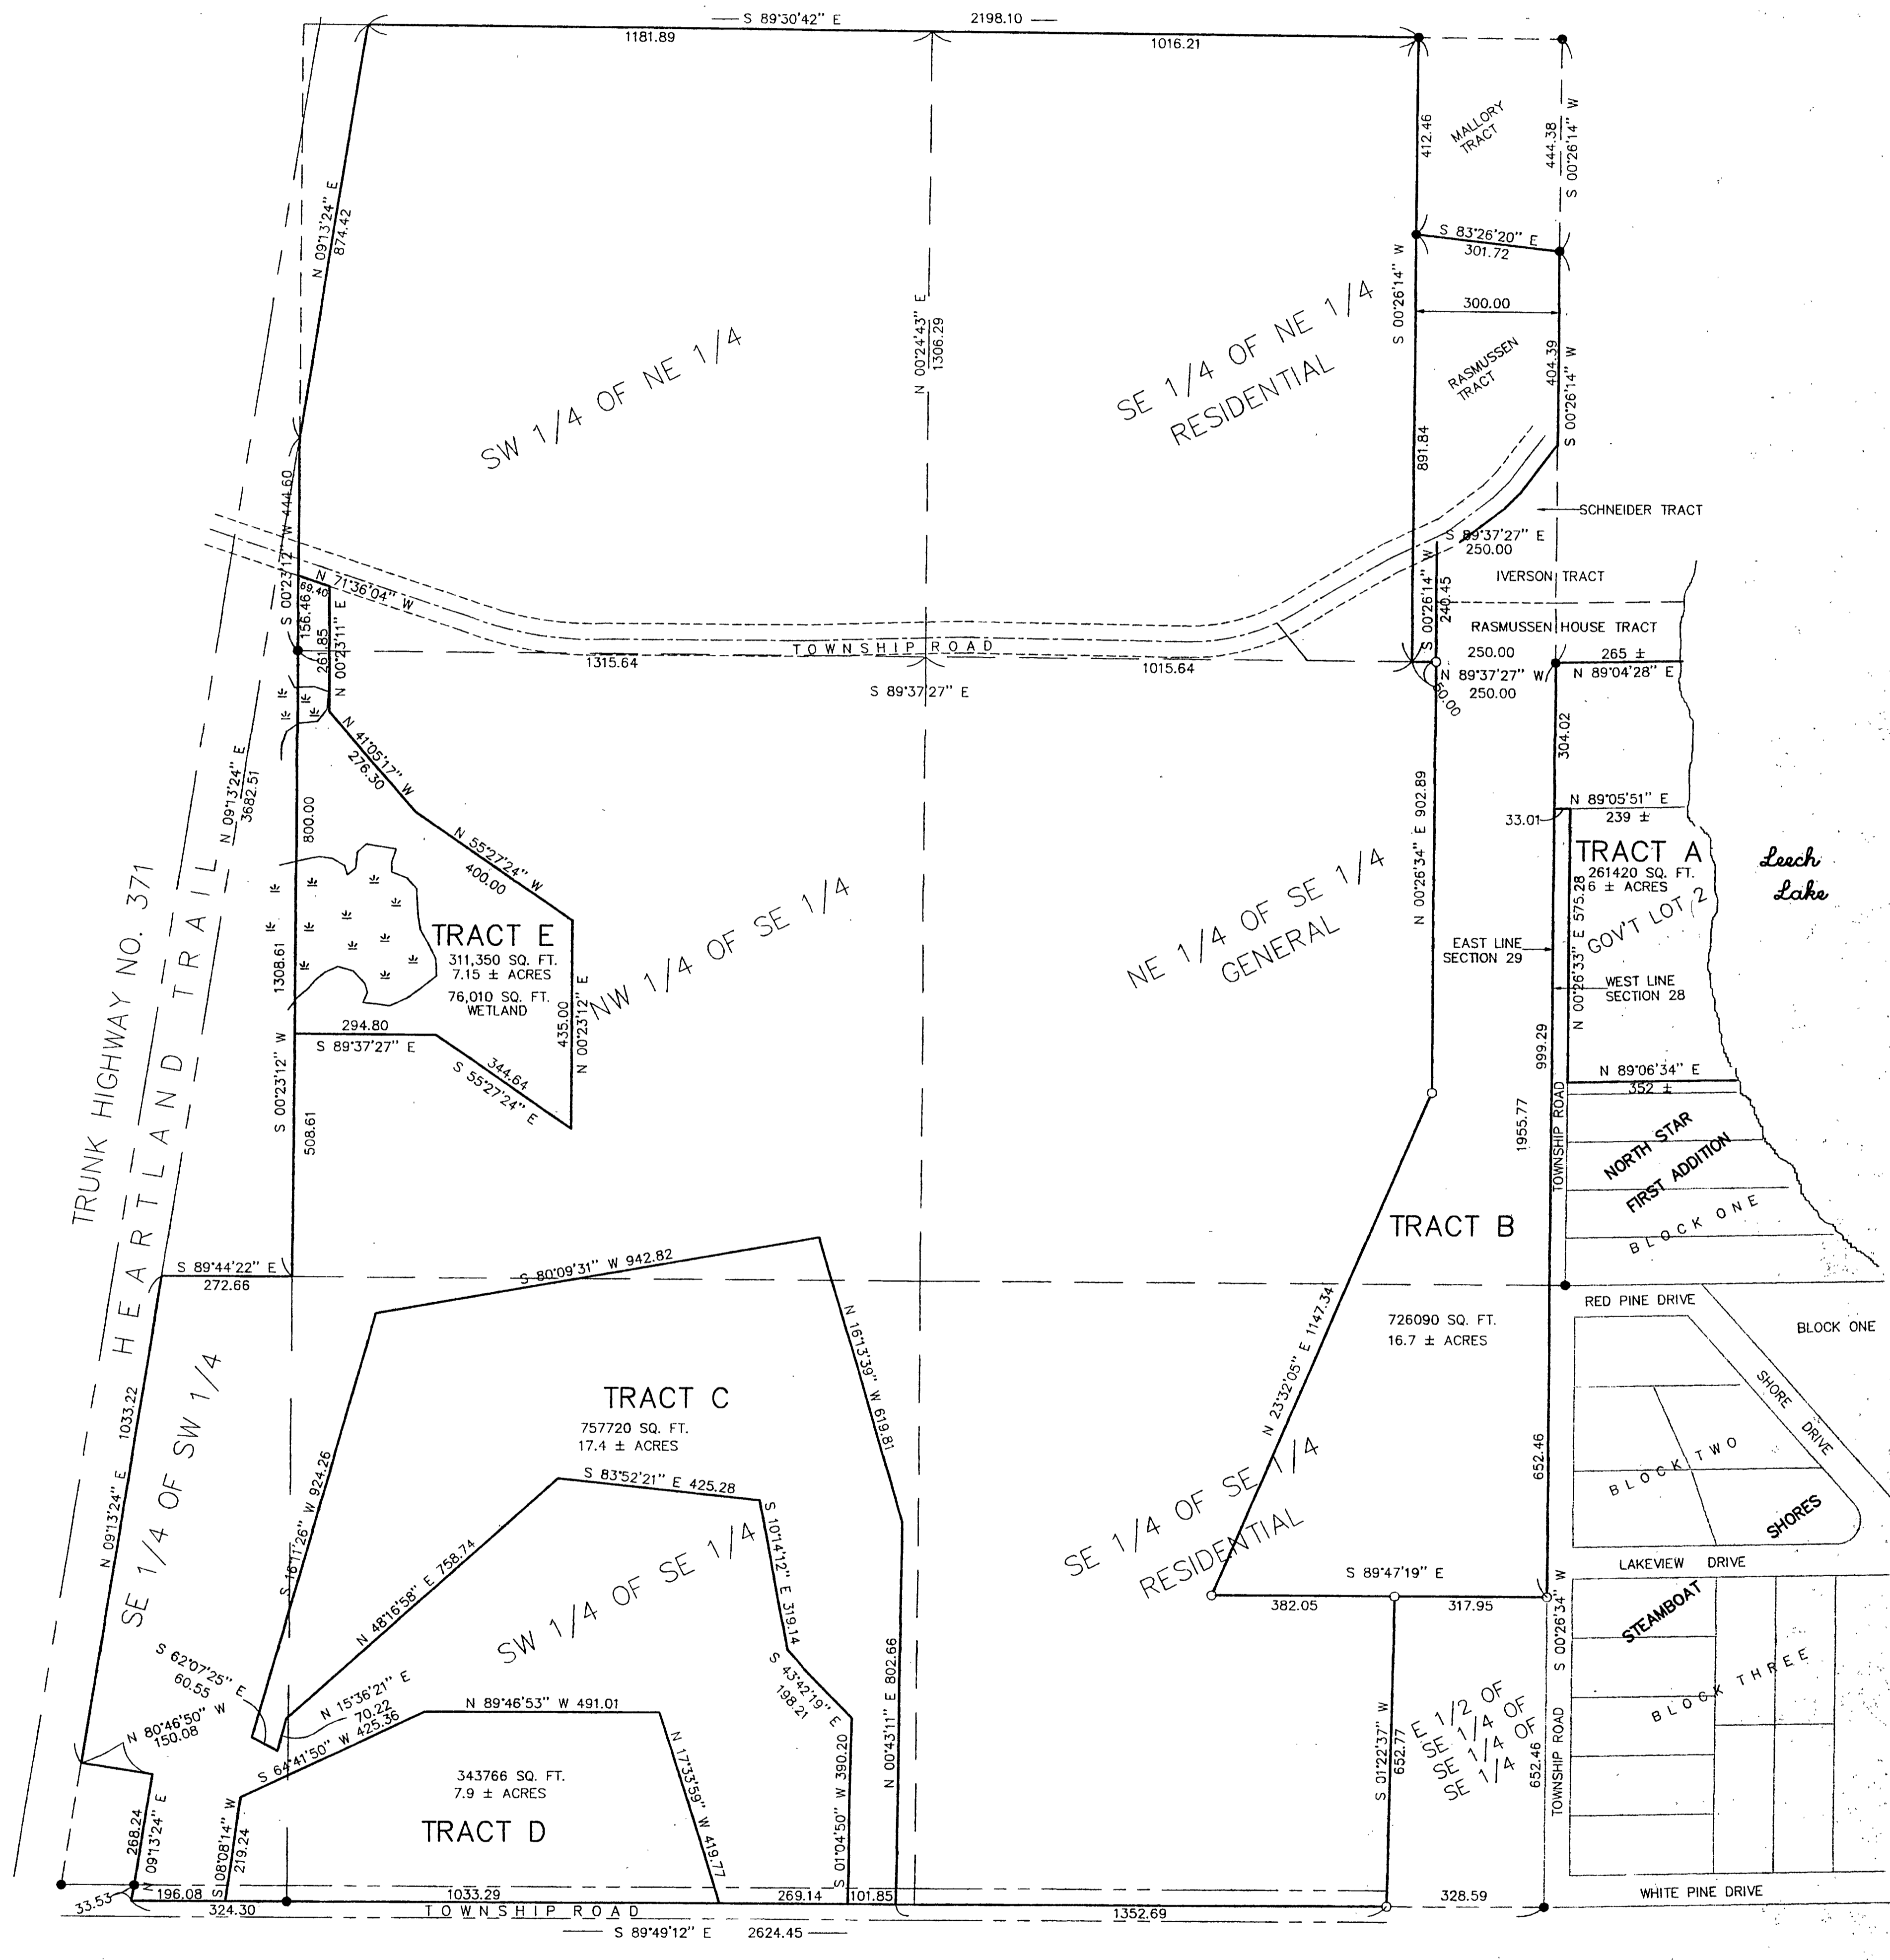 S 89°30'42" E 2198.10
1181.89
1016.21
N 09°13'24" E
874.42
412.46
MALLORY
TRACT
444.38
S 00°26'14" W
S 83°26'20" E
301.72
300.00
S 00°26'14" W
N 00°24'43" E
1306.29
SW 1/4 OF NE 1/4
SE 1/4 OF NE 1/4
RESIDENTIAL
RASMUSSEN
TRACT
404.39
S 00°26'14" W
891.84
S 00°23'12" W 444.60
SCHNEIDER TRACT
S 89°37'27" E
250.00
IVERSON TRACT
N 71°36'04" W
69.40
156.46
261.85
N 00°23'11" E
S 00°26'14" W
240.45
RASMUSSEN HOUSE TRACT
TOWNSHIP ROAD
1315.64
1015.64
S 89°37'27" E
250.00
N 89°37'27" W
250.00
50.00
265 ±
N 89°04'28" E
N 41°05'17" W
276.30
304.02
N 09°13'24" E
3682.51
800.00
N 00°26'34" E 902.89
N 89°05'51" E
239 ±
33.01
N 55°27'24" W
400.00
TRACT A
261420 SQ. FT.
6 ± ACRES
GOV'T LOT 2
N 00°26'33" E 575.28
Leech
Lake
TRUNK HIGHWAY NO. 371
HEARTLAND TRAIL
TRACT E
311,350 SQ. FT.
7.15 ± ACRES
76,010 SQ. FT.
WETLAND
1308.61
NW 1/4 OF SE 1/4
NE 1/4 OF SE 1/4
GENERAL
EAST LINE
SECTION 29
WEST LINE
SECTION 28
435.00
N 00°23'12" E
294.80
S 89°37'27" E
344.64
S 55°27'24" E
S 00°23'12" W
508.61
999.29
N 89°06'34" E
352 ±
1955.77
TOWNSHIP ROAD
NORTH STAR
FIRST ADDITION
BLOCK ONE
TRACT B
S 89°44'22" E
272.66
S 80°09'31" W 942.82
RED PINE DRIVE
BLOCK ONE
726090 SQ. FT.
16.7 ± ACRES
N 23°32'05" E 1147.34
N 16°13'39" W 619.81
SE 1/4 OF SW 1/4
N 09°13'24" E 1033.22
TRACT C
757720 SQ. FT.
17.4 ± ACRES
SHORE DRIVE
652.46
S 16°11'26" W 924.26
S 83°52'21" E 425.28
BLOCK TWO
SHORES
N 48°16'58" E 758.74
S 10°14'12" E 319.14
SW 1/4 OF SE 1/4
SE 1/4 OF SE 1/4
RESIDENTIAL
LAKEVIEW DRIVE
S 89°47'19" E
382.05
317.95
S 00°26'34" W
STEAMBOAT
S 62°07'25" E
60.55
N 15°36'21" E
70.22
S 43°42'19" E
198.21
N 00°43'11" E 802.66
BLOCK THREE
N 80°46'50" W
150.08
S 64°41'50" W 425.36
N 89°46'53" W 491.01
N 17°33'59" W 419.77
S 01°04'50" W 390.20
S 01°22'37" W
652.77
E 1/2 OF
SE 1/4 OF
SE 1/4 OF
SE 1/4
652.46
TOWNSHIP ROAD
343766 SQ. FT.
7.9 ± ACRES
TRACT D
268.24
N 09°13'24" E
S 08°08'14" W
219.24
33.53
196.08
324.30
1033.29
269.14
101.85
1352.69
328.59
WHITE PINE DRIVE
TOWNSHIP ROAD
S 89°49'12" E 2624.45